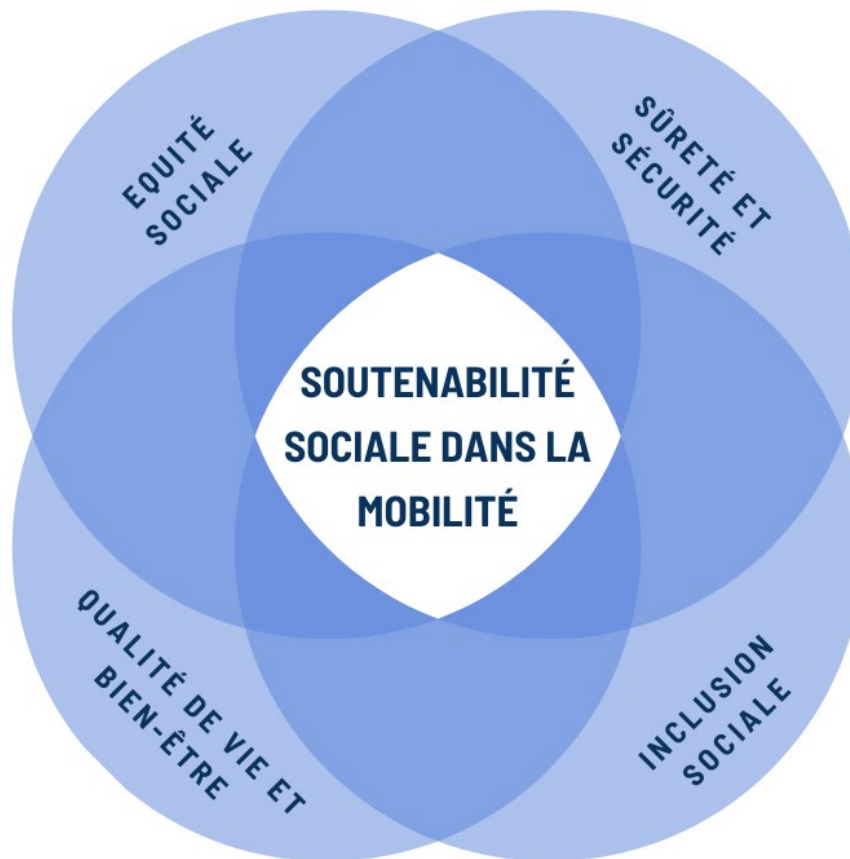 EQUITÉ
SOCIALE
SÛRETÉ ET
SÉCURITÉ
SOUTENABILITÉ
SOCIALE DANS LA
MOBILITÉ
QUALITÉ DE VIE ET
BIEN-ÊTRE
INCLUSION
SOCIALE